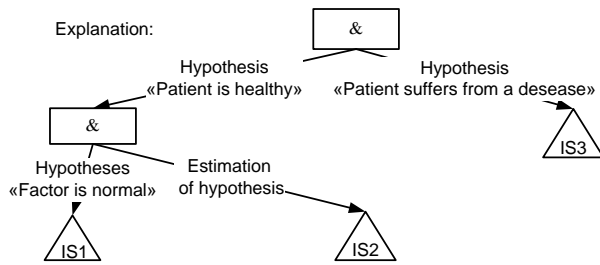 Explanation:
&
Hypothesis
«Patient is healthy»
Hypothesis
«Patient suffers from a desease»
&
Hypotheses
«Factor is normal»
Estimation
of hypothesis
IS3
IS1
IS2